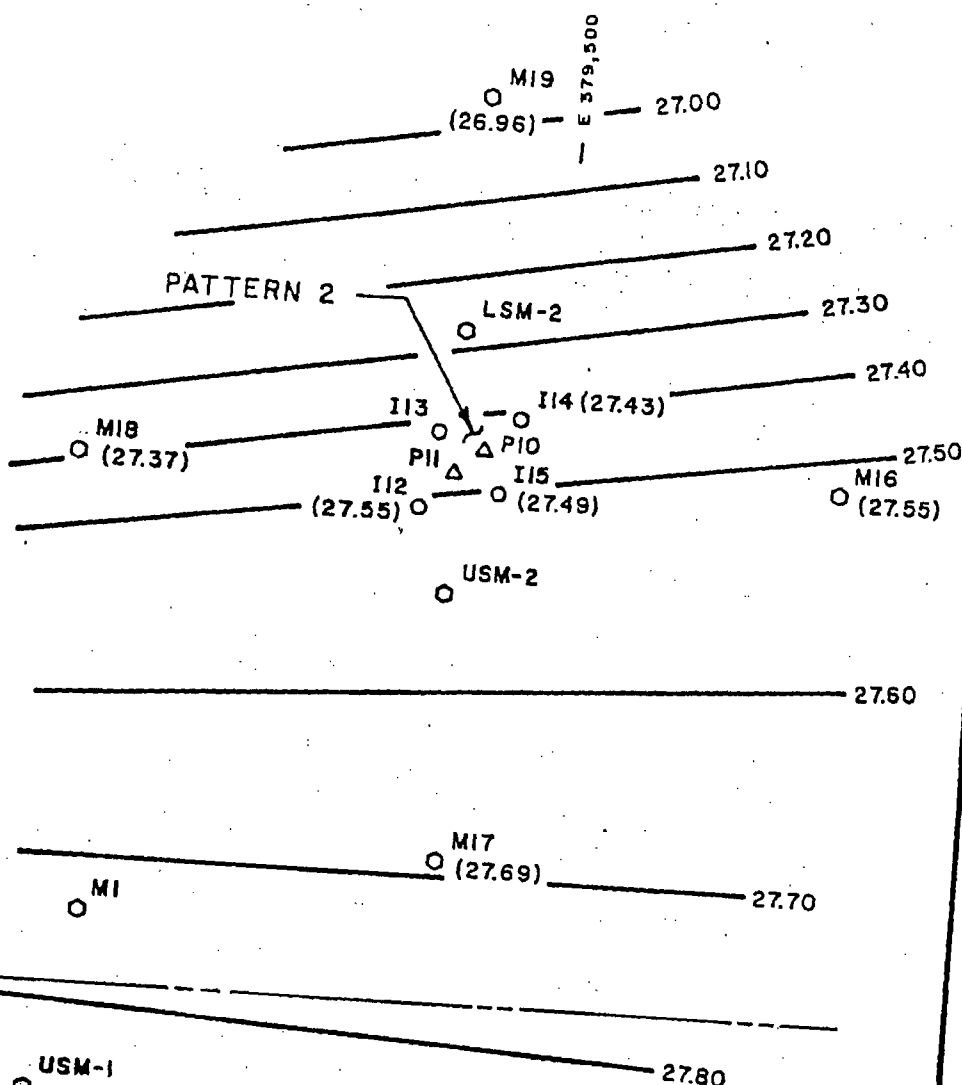 E 379,500
M19
(26.96)
27.00
27.10
27.20
PATTERN 2
LSM-2
27.30
27.40
I13
I14 (27.43)
M18
(27.37)
P10
P11
27.50
I12
(27.55)
I15
(27.49)
M16
(27.55)
USM-2
27.60
M17
(27.69)
M1
27.70
USM-1
27.80